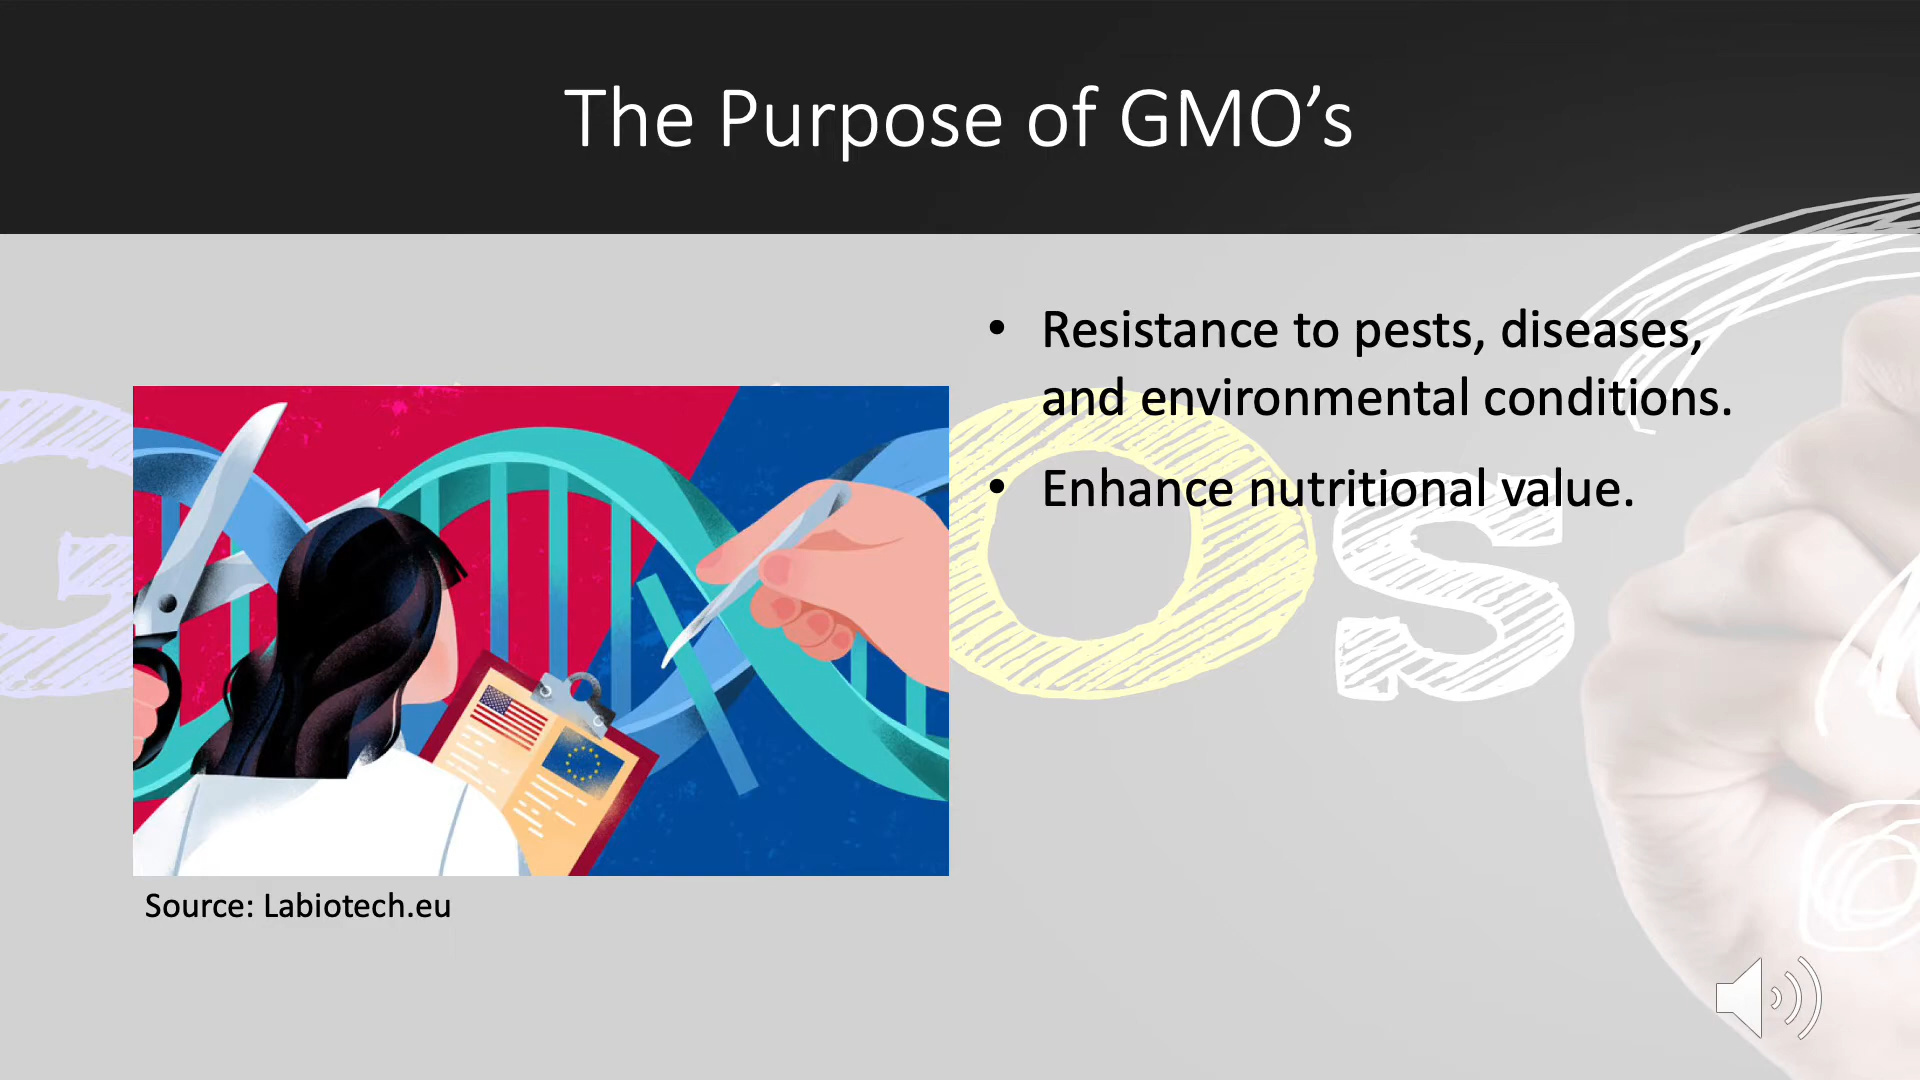 The Purpose of GMO’s
• Resistance to pests, diseases,
and environmental conditions.
• Enhance nutritional value.
G
O
s
Source: Labiotech.eu